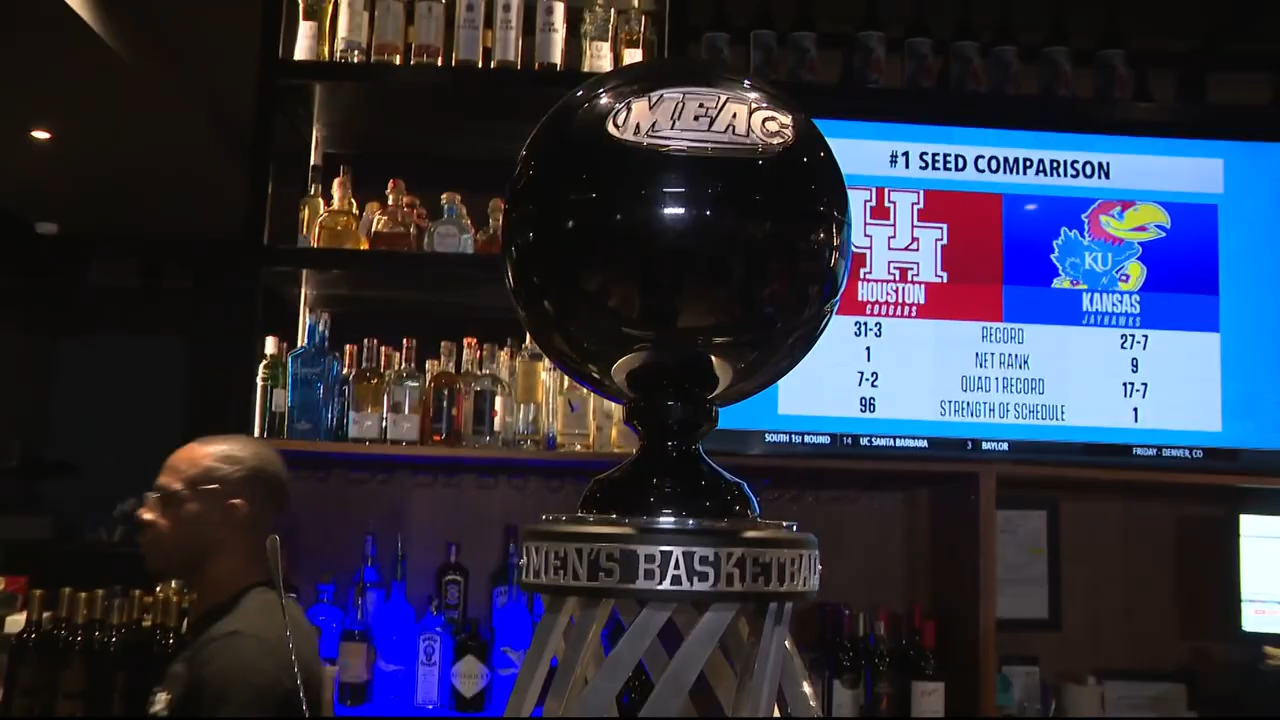 MEAC
MEN'S BASKETBALL
#1 SEED COMPARISON
UH
HOUSTON
COUGARS
KU
KANSAS
JAYHAWKS
31-3 RECORD 27-7
1 NET RANK 9
7-2 QUAD 1 RECORD 17-7
96 STRENGTH OF SCHEDULE 1
SOUTH 1ST ROUND 14 UC SANTA BARBARA 3 BAYLOR FRIDAY - DENVER, CO